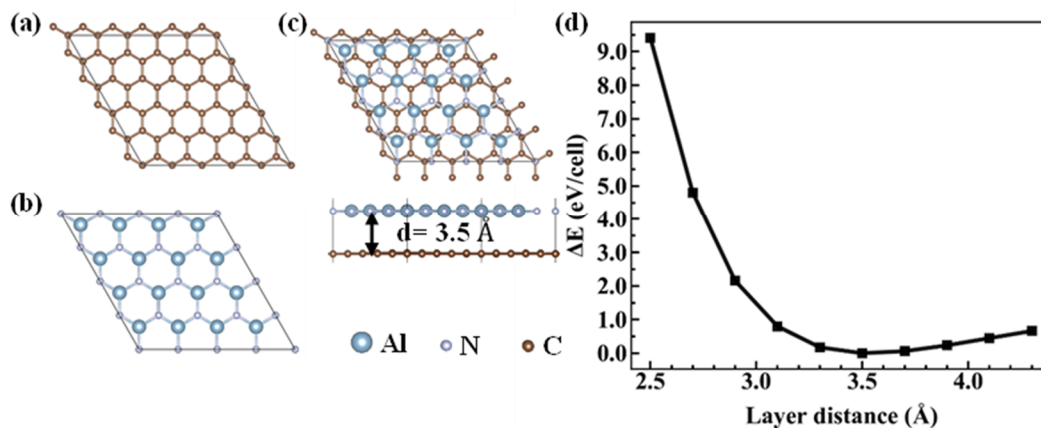 (a)
(b)
(c)
d= 3.5 Å
Al N C
(d)
ΔE (eV/cell)
9.0
8.0
7.0
6.0
5.0
4.0
3.0
2.0
1.0
0.0
2.5 3.0 3.5 4.0
Layer distance (Å)